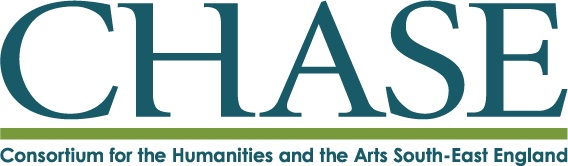 CHASE
Consortium for the Humanities and the Arts South-East England